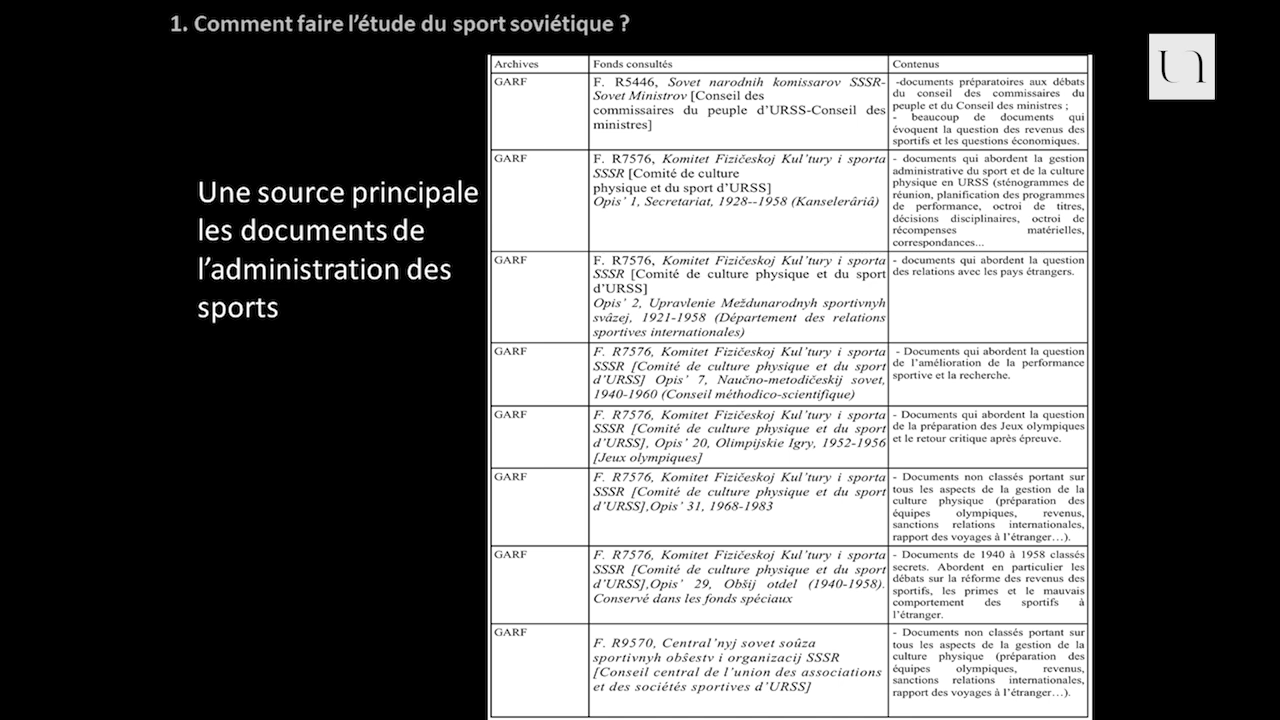 1. Comment faire l'étude du sport soviétique ?
Une source principale
les documents de
l'administration des
sports
Archives
Fonds consultés
Contenus
GARF
F. R5446, Sovet narodnih komissarov SSSR-
Sovet Ministrov [Conseil des
commissaires du peuple d'URSS-Conseil des
ministres]
-documents préparatoires aux débats
du conseil des commissaires du
peuple et du Conseil des ministres ;
- beaucoup de documents qui
évoquent la question des revenus des
sportifs et les questions économiques.
GARF
F. R7576, Komitet Fizičeskoj Kul'tury i sporta
SSSR [Comité de culture
physique et du sport d'URSS]
Opis' 1, Secretariat, 1928--1958 (Kanselerâriâ)
- documents qui abordent la gestion
administrative du sport et de la culture
physique en URSS (sténogrammes de
réunion, planification des programmes
de performance, octroi de titres,
décisions disciplinaires, octroi de
récompenses matérielles,
correspondances...
GARF
F. R7576, Komitet Fizičeskoj Kul'tury i sporta
SSSR [Comité de culture physique et du sport
d'URSS]
Opis' 2, Upravlenie Meždunarodnyh sportivnyh
svâzej, 1921-1958 (Département des relations
sportives internationales)
- documents qui abordent la question
des relations avec les pays étrangers.
GARF
F. R7576, Komitet Fizičeskoj Kul'tury i sporta
SSSR [Comité de culture physique et du sport
d'URSS] Opis' 7, Naučno-metodičeskij sovet,
1940-1960 (Conseil méthodico-scientifique)
- Documents qui abordent la question
de l'amélioration de la performance
sportive et la recherche.
GARF
F. R7576, Komitet Fizičeskoj Kul'tury i sporta
SSSR [Comité de culture physique et du sport
d'URSS], Opis' 20, Olimpijskie Igry, 1952-1956
[Jeux olympiques]
- Documents qui abordent la question
de la préparation des Jeux olympiques
et le retour critique après épreuve.
GARF
F. R7576, Komitet Fizičeskoj Kul'tury i sporta
SSSR [Comité de culture physique et du sport
d'URSS],Opis' 31, 1968-1983
- Documents non classés portant sur
tous les aspects de la gestion de la
culture physique (préparation des
équipes olympiques, revenus,
sanctions relations internationales,
rapport des voyages à l'étranger…).
GARF
F. R7576, Komitet Fizičeskoj Kul'tury i sporta
SSSR [Comité de culture physique et du sport
d'URSS],Opis' 29, Obšij otdel (1940-1958).
Conservé dans les fonds spéciaux
- Documents de 1940 à 1958 classés
secrets. Abordent en particulier les
débats sur la réforme des revenus des
sportifs, les primes et le mauvais
comportement des sportifs à
l'étranger.
GARF
F. R9570, Central'nyj sovet soûza
sportivnyh obŝestv i organizacij SSSR
[Conseil central de l'union des associations
et des sociétés sportives d'URSS]
- Documents non classés portant sur
tous les aspects de la gestion de la
culture physique (préparation des
équipes olympiques, revenus,
sanctions relations internationales,
rapport des voyages à l'étranger…).